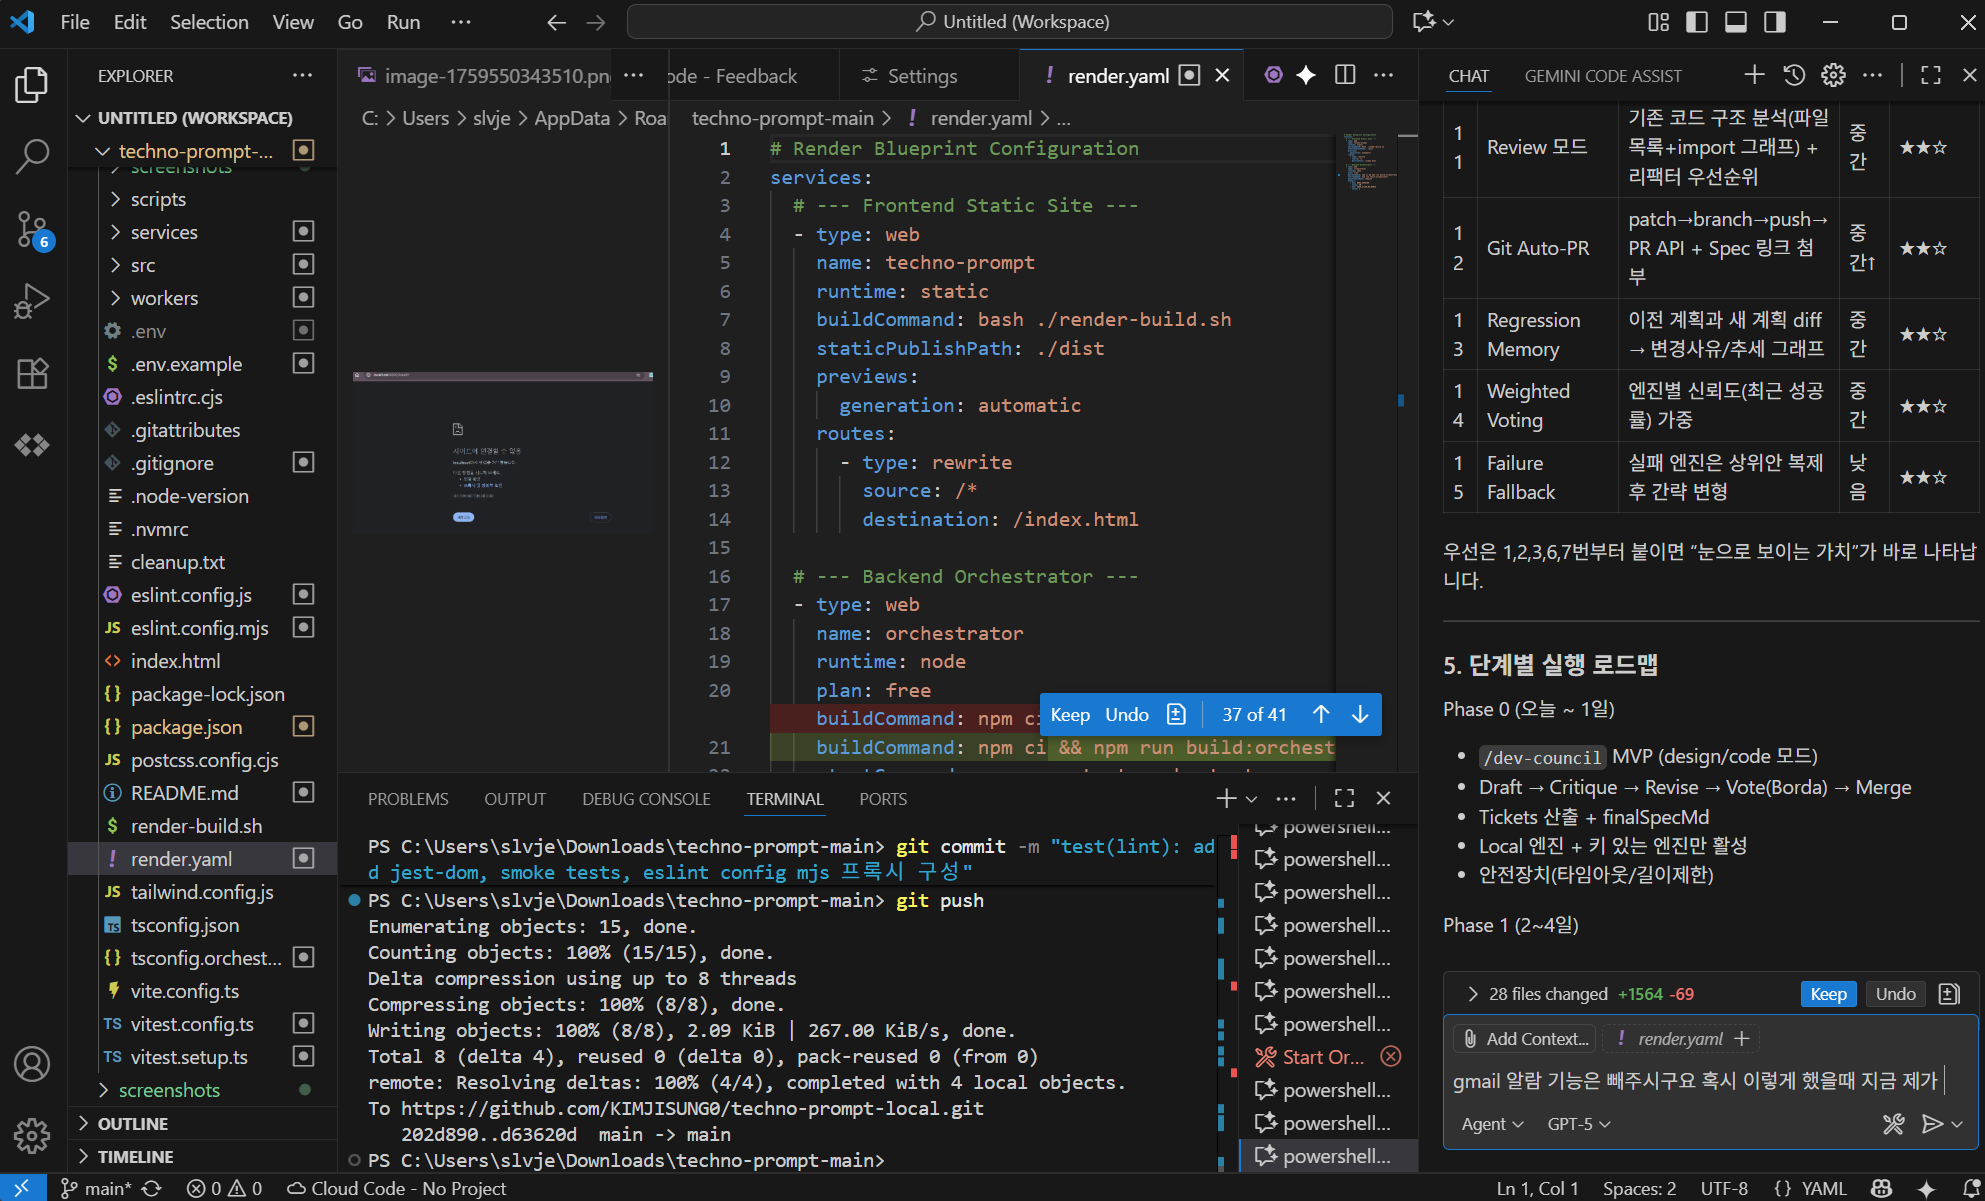 File Edit Selection View Go Run ···
Untitled (Workspace)
EXPLORER ···
UNTITLED (WORKSPACE)
techno-prompt-...
screenshots
scripts
services
src
workers
.env
.env.example
.eslintrc.cjs
.gitattributes
.gitignore
.node-version
.nvmrc
cleanup.txt
eslint.config.js
eslint.config.mjs
index.html
package-lock.json
package.json
postcss.config.cjs
README.md
render-build.sh
render.yaml
tailwind.config.js
tsconfig.json
tsconfig.orchest...
vite.config.ts
vitest.config.ts
vitest.setup.ts
screenshots
OUTLINE
TIMELINE
6
image-1759550343510.pn ···
C: > Users > slvje > AppData > Roa
ode - Feedback
Settings
! render.yaml
techno-prompt-main > ! render.yaml > ...
1 # Render Blueprint Configuration
2 services:
3 # --- Frontend Static Site ---
4 - type: web
5 name: techno-prompt
6 runtime: static
7 buildCommand: bash ./render-build.sh
8 staticPublishPath: ./dist
9 previews:
10 generation: automatic
11 routes:
12 - type: rewrite
13 source: /*
14 destination: /index.html
15
16 # --- Backend Orchestrator ---
17 - type: web
18 name: orchestrator
19 runtime: node
20 plan: free
buildCommand: npm ci
21 buildCommand: npm ci && npm run build:orchest
Keep Undo 37 of 41
PROBLEMS OUTPUT DEBUG CONSOLE TERMINAL PORTS
PS C:\Users\slvje\Downloads\techno-prompt-main> git commit -m "test(lint): ad
d jest-dom, smoke tests, eslint config mjs 프록시 구성"
PS C:\Users\slvje\Downloads\techno-prompt-main> git push
Enumerating objects: 15, done.
Counting objects: 100% (15/15), done.
Delta compression using up to 8 threads
Compressing objects: 100% (8/8), done.
Writing objects: 100% (8/8), 2.09 KiB | 267.00 KiB/s, done.
Total 8 (delta 4), reused 0 (delta 0), pack-reused 0 (from 0)
remote: Resolving deltas: 100% (4/4), completed with 4 local objects.
To https://github.com/KIMJISUNG0/techno-prompt-local.git
202d890..d63620d main -> main
PS C:\Users\slvje\Downloads\techno-prompt-main>
powershell...
powershell...
powershell...
powershell...
powershell...
powershell...
powershell...
Start Or...
powershell...
powershell...
powershell...
CHAT GEMINI CODE ASSIST
11 Review 모드 기존 코드 구조 분석(파일 목록+import 그래프) + 리팩터 우선순위 중간 ★★☆
12 Git Auto-PR patch→branch→push→PR API + Spec 링크 첨부 중간↑ ★★☆
13 Regression Memory 이전 계획과 새 계획 diff → 변경사유/추세 그래프 중간 ★★☆
14 Weighted Voting 엔진별 신뢰도(최근 성공률) 가중 중간 ★★☆
15 Failure Fallback 실패 엔진은 상위안 복제 후 간략 변형 낮음 ★★☆
우선은 1,2,3,6,7번부터 붙이면 “눈으로 보이는 가치”가 바로 나타납
니다.
5. 단계별 실행 로드맵
Phase 0 (오늘 ~ 1일)
• /dev-council MVP (design/code 모드)
• Draft → Critique → Revise → Vote(Borda) → Merge
• Tickets 산출 + finalSpecMd
• Local 엔진 + 키 있는 엔진만 활성
• 안전장치(타임아웃/길이제한)
Phase 1 (2~4일)
28 files changed +1564 -69 Keep Undo
Add Context... ! render.yaml +
gmail 알람 기능은 빼주시구요 혹시 이렇게 했을때 지금 제가
Agent GPT-5
main* 0 0 Cloud Code - No Project
Ln 1, Col 1 Spaces: 2 UTF-8 {} YAML